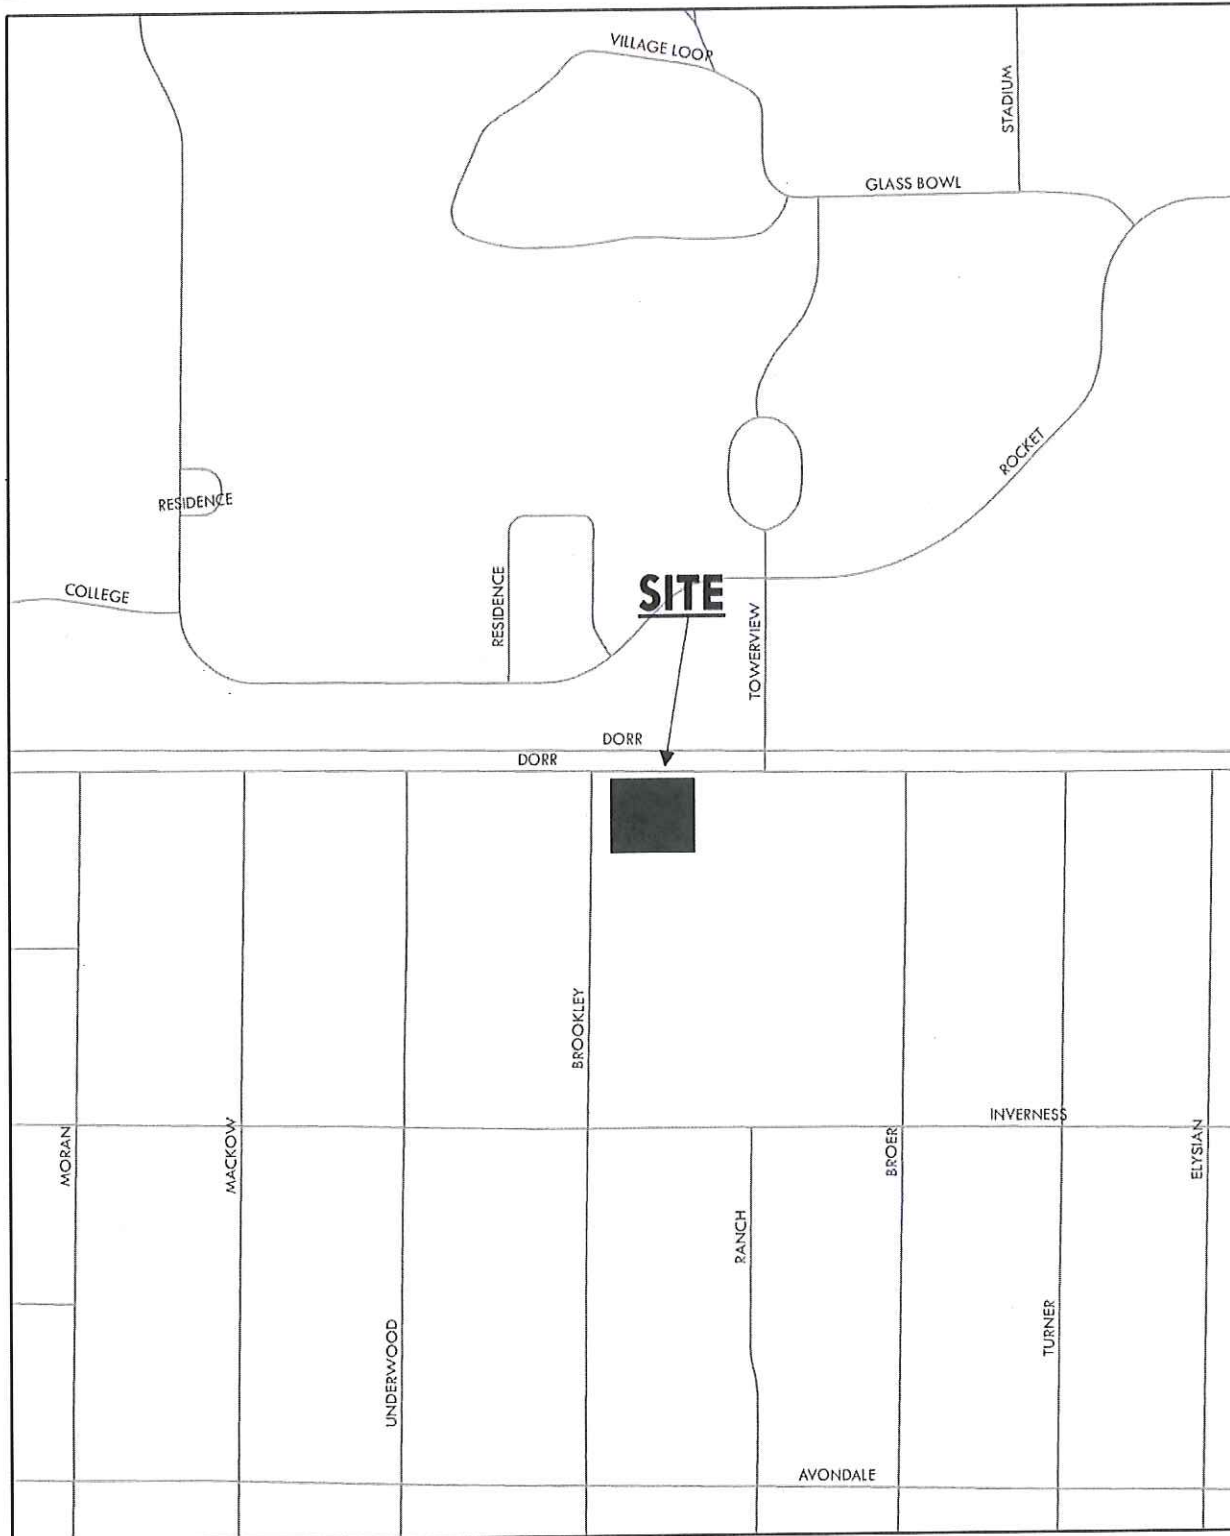 VILLAGE LOOP
STADIUM
GLASS BOWL
ROCKET
RESIDENCE
COLLEGE
RESIDENCE
SITE
TOWERVIEW
DORR
DORR
BROOKLEY
INVERNESS
MORAN
MACKOW
BROER
ELYSIAN
RANCH
UNDERWOOD
TURNER
AVONDALE